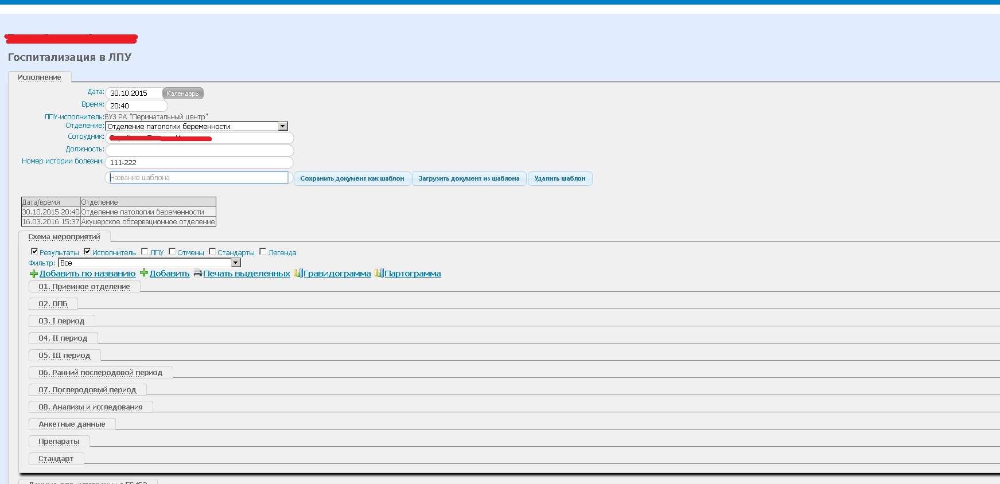 Госпитализация в ЛПУ
Исполнение
Дата: 30.10.2015 Календарь
Время: 20:40
ЛПУ-исполнитель: БУЗ РА "Перинатальный центр"
Отделение: Отделение патологии беременности
Сотрудник:
Должность:
Номер истории болезни: 111-222
Название шаблона Сохранить документ как шаблон Загрузить документ из шаблона Удалить шаблон
Дата/время Отделение
30.10.2015 20:40 Отделение патологии беременности
16.03.2016 15:37 Акушерское обсервационное отделение
Схема мероприятий
Результаты Исполнитель ЛПУ Отмены Стандарты Легенда
Фильтр: Все
Добавить по названию Добавить Печать выделенных Гравидограмма Партограмма
01. Приемное отделение
02. ОПБ
03. I период
04. II период
05. III период
06. Ранний послеродовой период
07. Послеродовый период
08. Анализы и исследования
Анкетные данные
Препараты
Стандарт